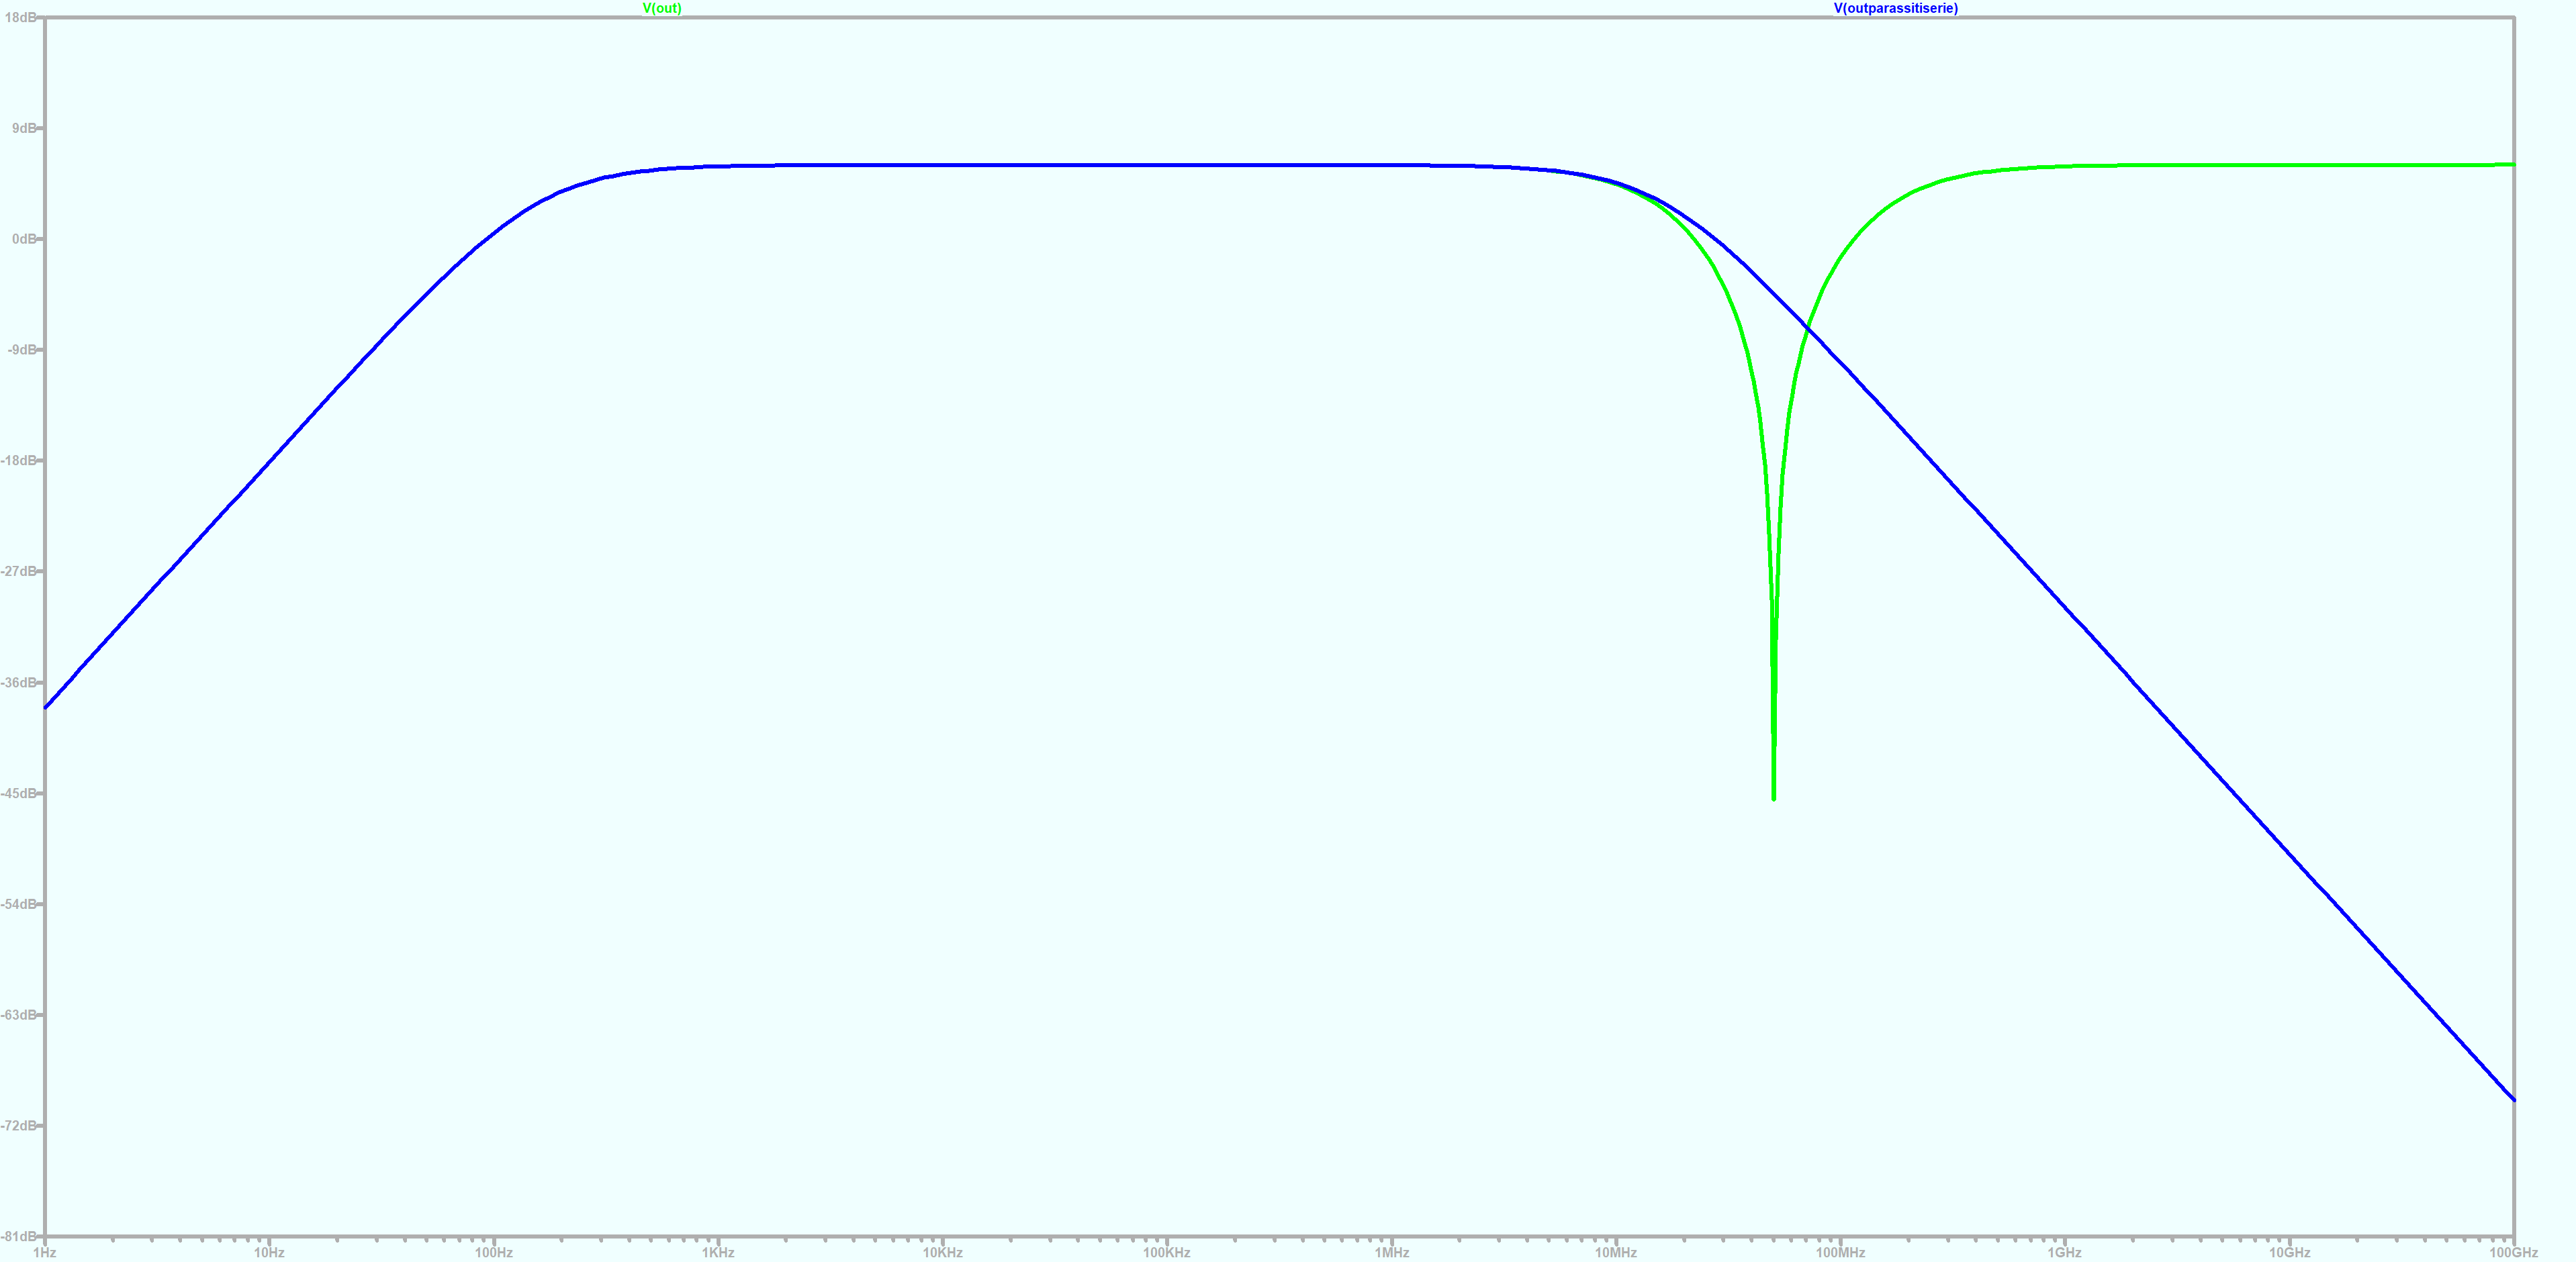 V(out) V(outparassitiserie)
18dB
9dB
0dB
-9dB
-18dB
-27dB
-36dB
-45dB
-54dB
-63dB
-72dB
-81dB
1Hz 10Hz 100Hz 1KHz 10KHz 100KHz 1MHz 10MHz 100MHz 1GHz 10GHz 100GHz